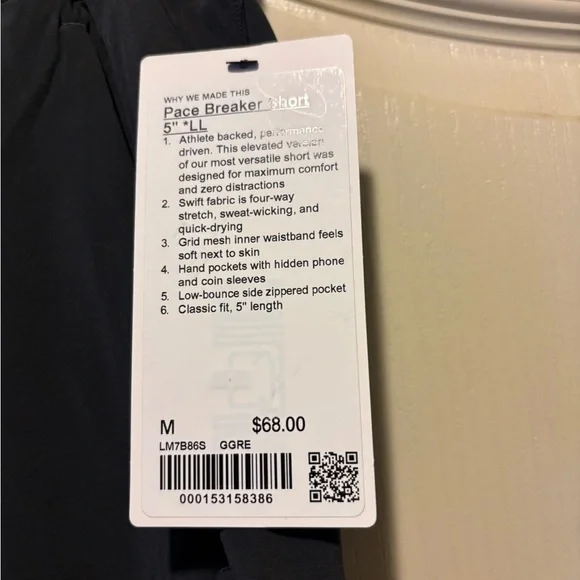 WHY WE MADE THIS
Pace Breaker Short
5" *LL
1. Athlete backed, performance
driven. This elevated version
of our most versatile short was
designed for maximum comfort
and zero distractions
2. Swift fabric is four-way
stretch, sweat-wicking, and
quick-drying
3. Grid mesh inner waistband feels
soft next to skin
4. Hand pockets with hidden phone
and coin sleeves
5. Low-bounce side zippered pocket
6. Classic fit, 5" length
M $68.00
LM7B86S GGRE
000153158386